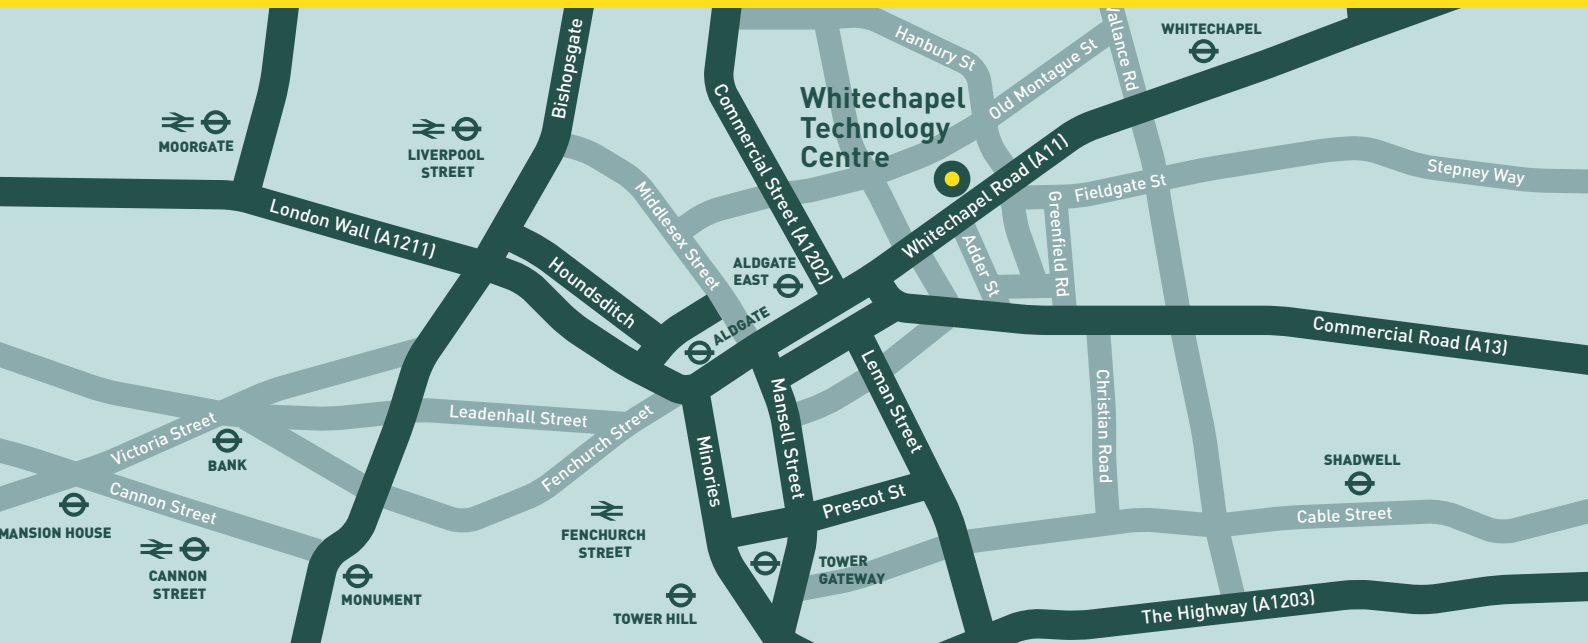 WHITECHAPEL
Hanbury St
Vallance Rd
Bishopsgate
Old Montague St
Whitechapel
Technology
Centre
Commercial Street (A1202)
MOORGATE
LIVERPOOL
STREET
Whitechapel Road (A11)
Stepney Way
Fieldgate St
Middlesex Street
Greenfield Rd
London Wall (A1211)
Adder St
ALDGATE
EAST
Houndsditch
ALDGATE
Commercial Road (A13)
Leman Street
Christian Road
Mansell Street
Leadenhall Street
Fenchurch Street
Victoria Street
Minories
BANK
SHADWELL
Cannon Street
Prescot St
Cable Street
MANSION HOUSE
FENCHURCH
STREET
CANNON
STREET
TOWER
GATEWAY
MONUMENT
TOWER HILL
The Highway (A1203)